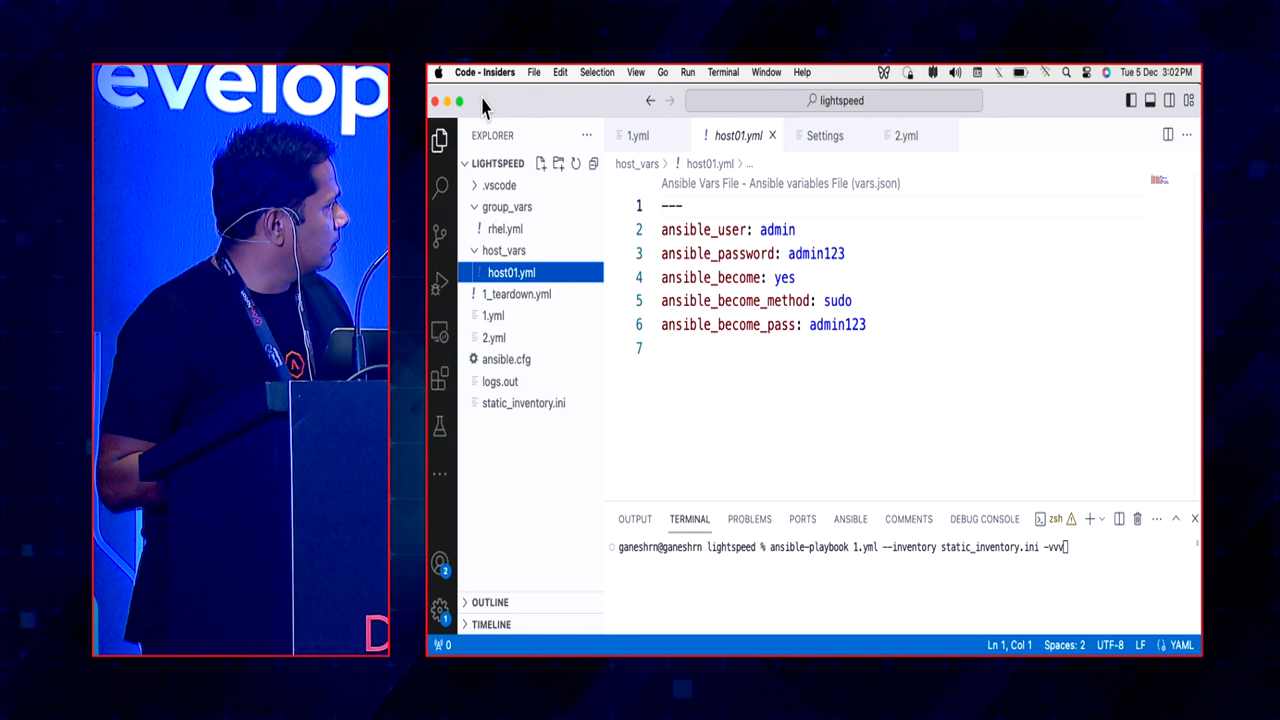 evelop
D
Code - Insiders File Edit Selection View Go Run Terminal Window Help Tue 5 Dec 3:02 PM
lightspeed
EXPLORER
LIGHTSPEED
.vscode
group_vars
! rhel.yml
host_vars
! host01.yml
! 1_teardown.yml
1.yml
2.yml
ansible.cfg
logs.out
static_inventory.ini
OUTLINE
TIMELINE
1.yml ! host01.yml Settings 2.yml
host_vars > ! host01.yml > ...
Ansible Vars File - Ansible variables File (vars.json)
1 ---
2 ansible_user: admin
3 ansible_password: admin123
4 ansible_become: yes
5 ansible_become_method: sudo
6 ansible_become_pass: admin123
7
OUTPUT TERMINAL PROBLEMS PORTS ANSIBLE COMMENTS DEBUG CONSOLE zsh
ganeshrn@ganeshrn lightspeed % ansible-playbook 1.yml --inventory static_inventory.ini -vvv
2
1
0 Ln 1, Col 1 Spaces: 2 UTF-8 LF YAML